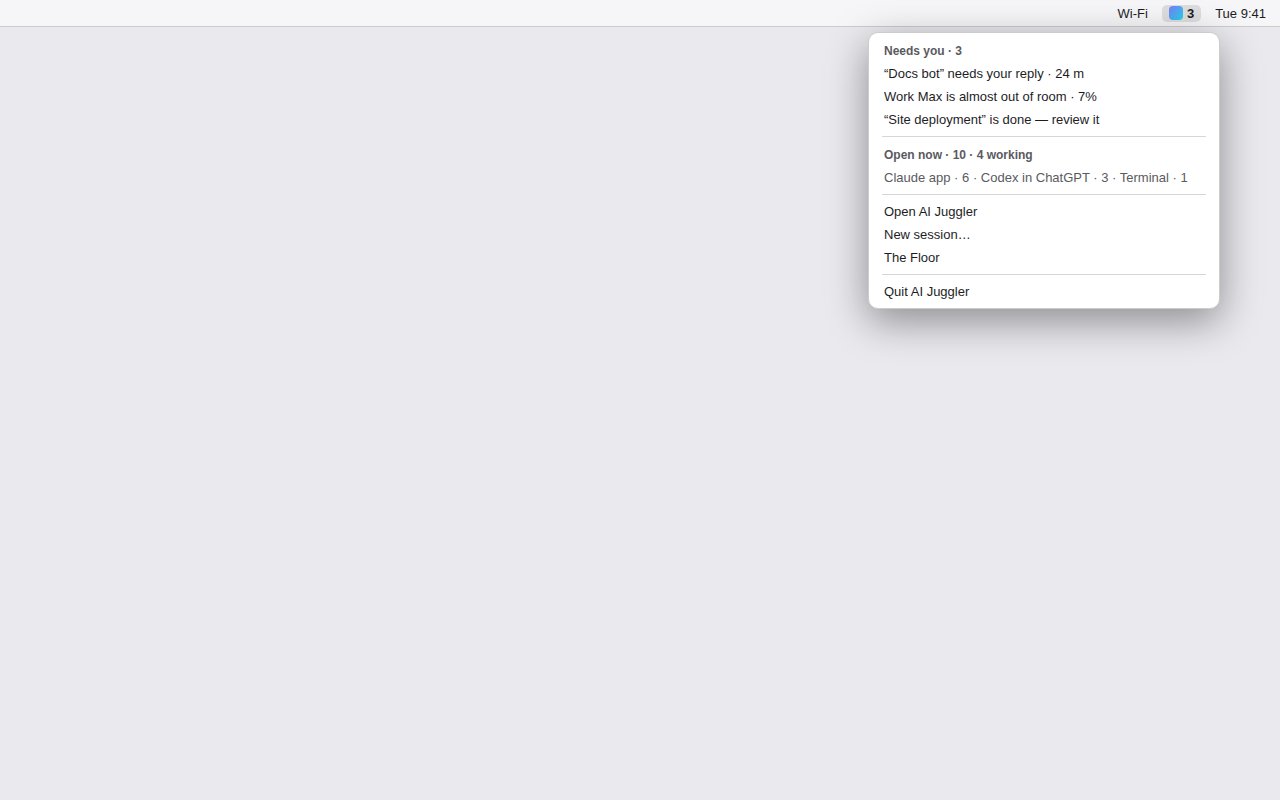 Wi-Fi 3 Tue 9:41
Needs you · 3
“Docs bot” needs your reply · 24 m
Work Max is almost out of room · 7%
“Site deployment” is done — review it
Open now · 10 · 4 working
Claude app · 6 · Codex in ChatGPT · 3 · Terminal · 1
Open AI Juggler
New session…
The Floor
Quit AI Juggler